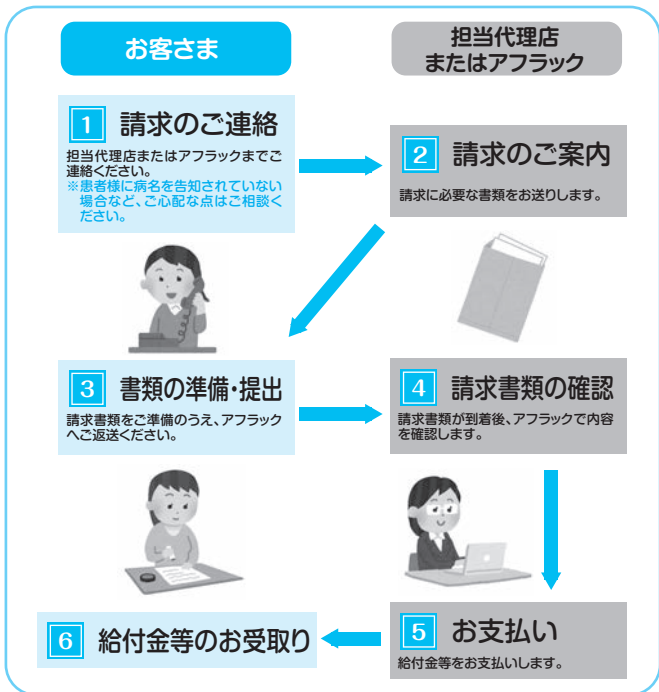 お客さま
担当代理店
またはアフラック
1 請求のご連絡
担当代理店またはアフラックまでご
連絡ください。
※患者様に病名を告知されていない
場合など、ご心配な点はご相談く
ださい。
2 請求のご案内
請求に必要な書類をお送りします。
3 書類の準備・提出
請求書類をご準備のうえ、アフラック
へご返送ください。
4 請求書類の確認
請求書類が到着後、アフラックで内容
を確認します。
5 お支払い
給付金等をお支払いします。
6 給付金等のお受取り